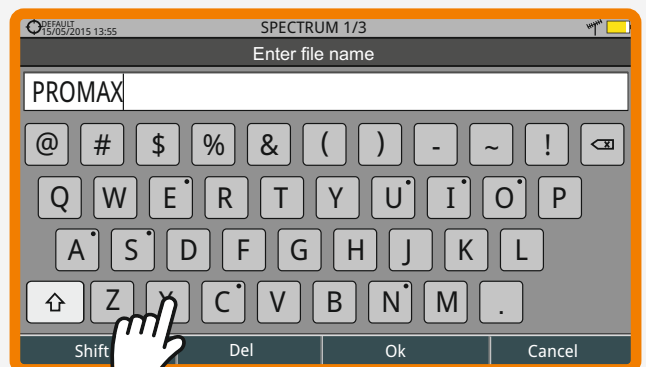 DEFAULT
15/05/2015 13:55 SPECTRUM 1/3
Enter file name
PROMAX
@ # $ % & ( ) - ~ !
Q W E R T Y U I O P
A S D F G H J K L
Z X C V B N M .
Shift Del Ok Cancel